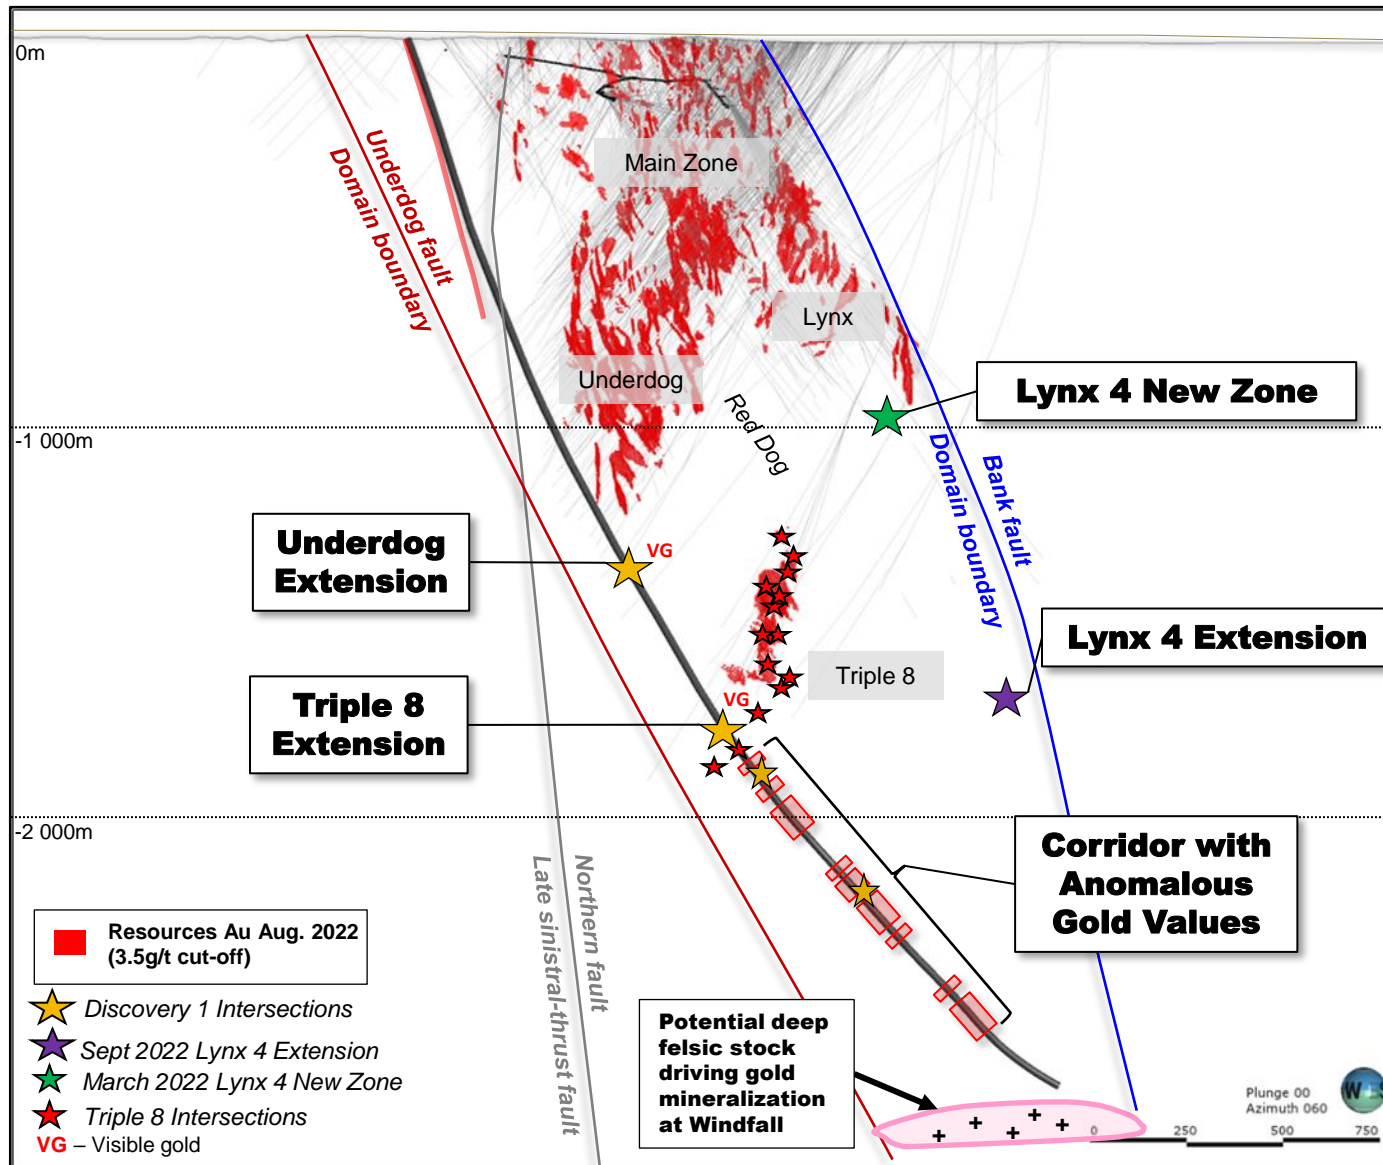 0m
Underdog fault
Domain boundary
Main Zone
Lynx
Underdog
Red Dog
Lynx 4 New Zone
-1 000m
Bank fault
Domain boundary
Underdog
Extension
VG
Lynx 4 Extension
Triple 8
Triple 8
Extension
VG
-2 000m
Corridor with
Anomalous
Gold Values
Northern fault
Late sinistral-thrust fault
Resources Au Aug. 2022
(3.5g/t cut-off)
Discovery 1 Intersections
Sept 2022 Lynx 4 Extension
March 2022 Lynx 4 New Zone
Triple 8 Intersections
VG – Visible gold
Potential deep
felsic stock
driving gold
mineralization
at Windfall
Plunge 00
Azimuth 060
W
0 250 500 750